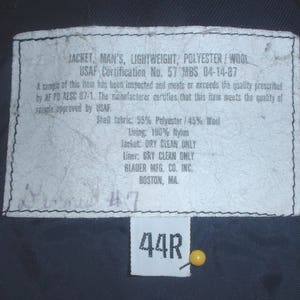 JACKET, MAN'S, LIGHTWEIGHT, POLYESTER/WOOL
USAF Certification No. 57 MBS 04-14-87
A sample of this item has been inspected and meets or exceeds the quality prescribed
by AF PD AESC 87-1. The manufacturer certifies that this item meets the quality of
sample approved by USAF.
Shell fabric: 55% Polyester/45% Wool
Lining: 100% Nylon
Jacket: DRY CLEAN ONLY
Liner: DRY CLEAN ONLY
BLAUER MFG. CO. INC.
BOSTON, MA.
#7
44R